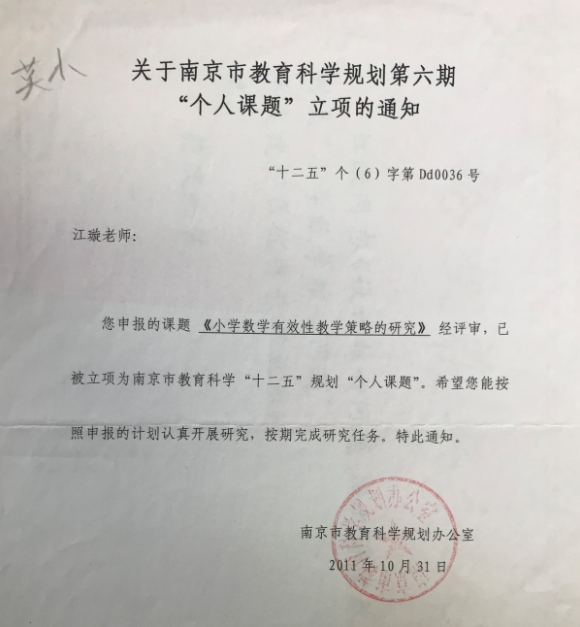 英小
关于南京市教育科学规划第六期
“个人课题”立项的通知
“十二五”个(6)字第Dd0036号
江璇老师:
您申报的课题 《小学数学有效性教学策略的研究》 经评审,已
被立项为南京市教育科学“十二五”规划“个人课题”。希望您能按
照申报的计划认真开展研究,按期完成研究任务。特此通知。
南京市教育科学规划办公室
2011年10月31日